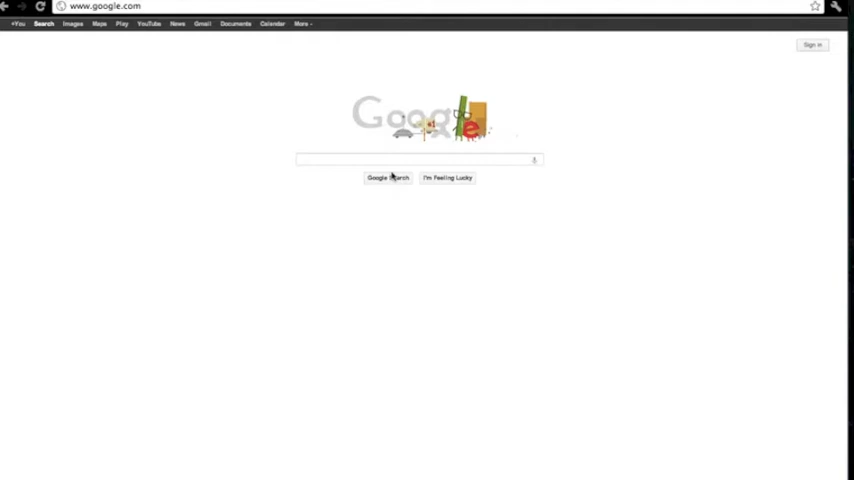 www.google.com
+You Search Images Maps Play YouTube News Gmail Documents Calendar More
Sign in
Google
Google Search I'm Feeling Lucky